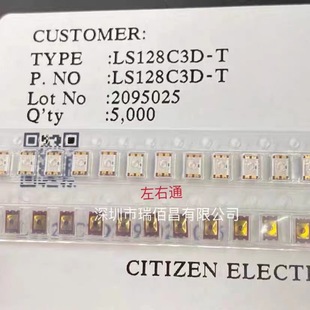 CUSTOMER:
TYPE :LS128C3D-T
P. NO :LS128C3D-T
Lot No :2095025
Q'ty :5,000
左右通
深圳市瑞佰昌有限公司
CITIZEN ELECT